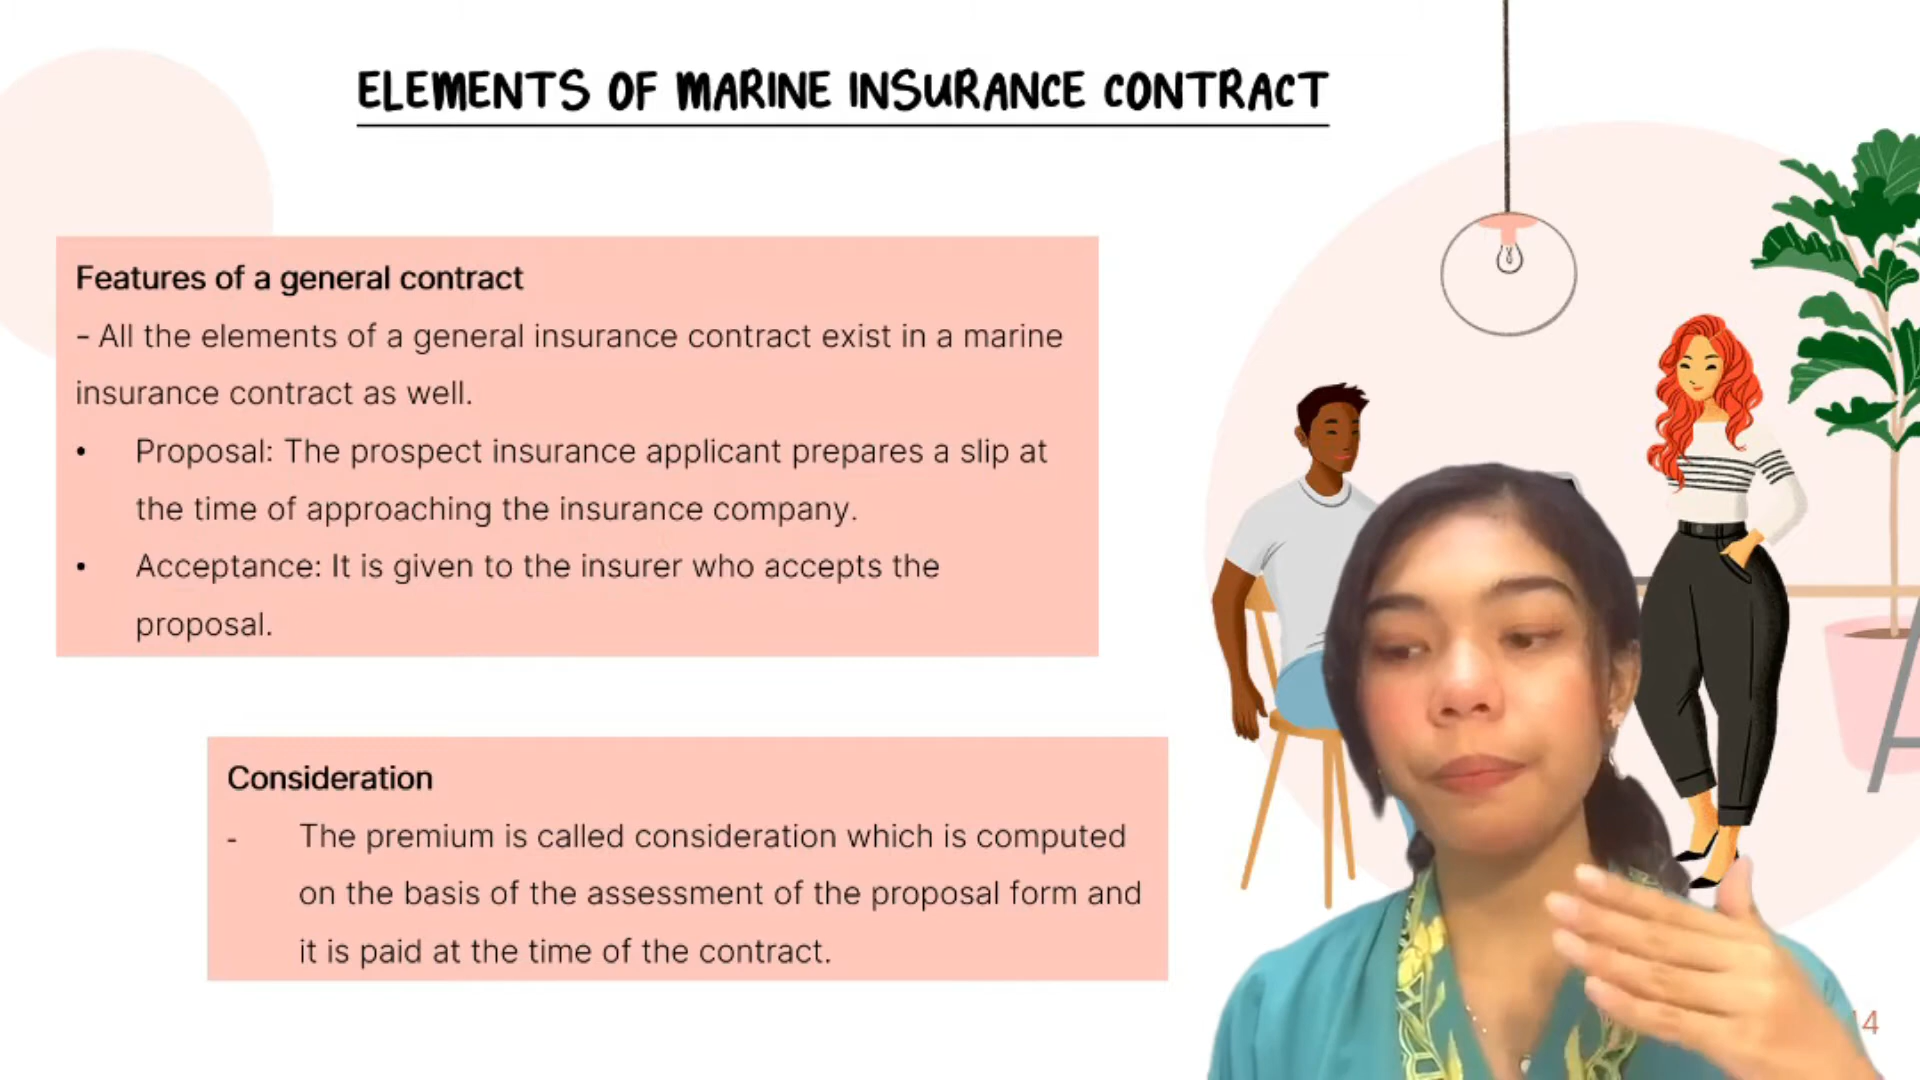 ELEMENTS OF MARINE INSURANCE CONTRACT
Features of a general contract
- All the elements of a general insurance contract exist in a marine
insurance contract as well.
• Proposal: The prospect insurance applicant prepares a slip at
the time of approaching the insurance company.
• Acceptance: It is given to the insurer who accepts the
proposal.
Consideration
- The premium is called consideration which is computed
on the basis of the assessment of the proposal form and
it is paid at the time of the contract.
14